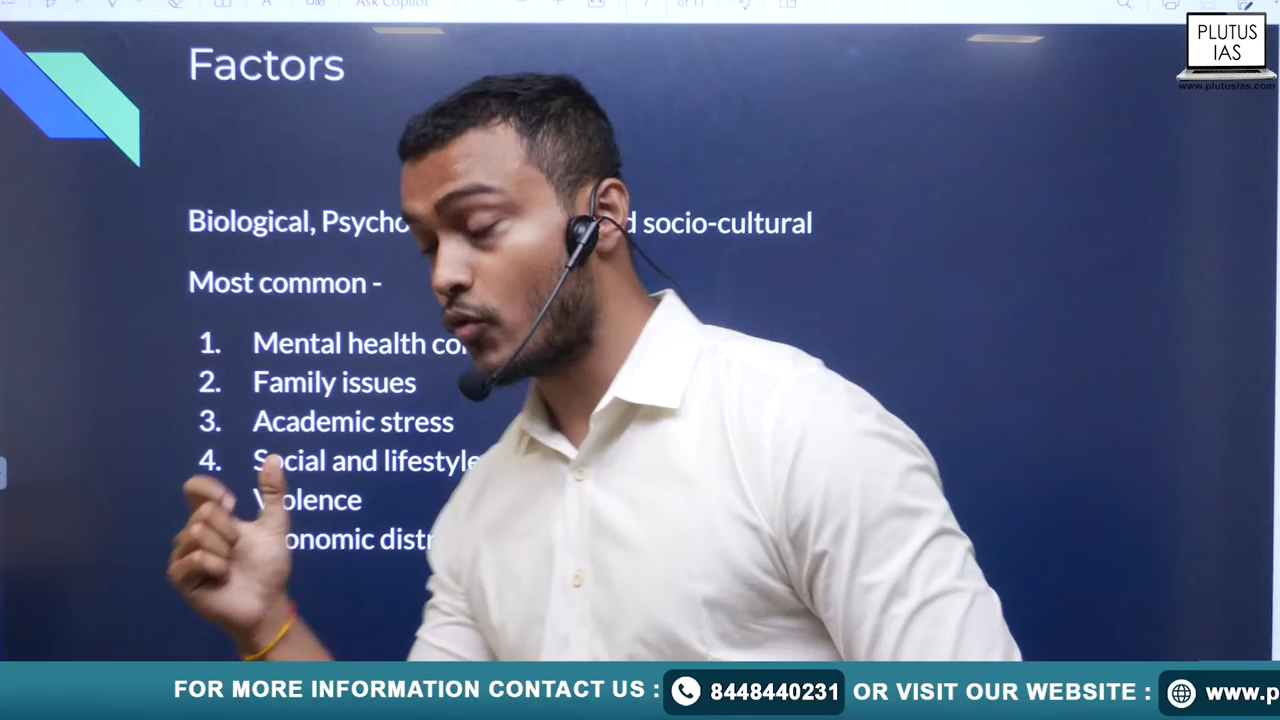 Ask Copilot
PLUTUS
IAS
www.plutusias.com
Factors
Biological, socio-cultural
Most common -
1. Mental health
2. Family issues
3. Academic stress
4. Social and lifestyle
Violence
FOR MORE INFORMATION CONTACT US : 8448440231 OR VISIT OUR WEBSITE :